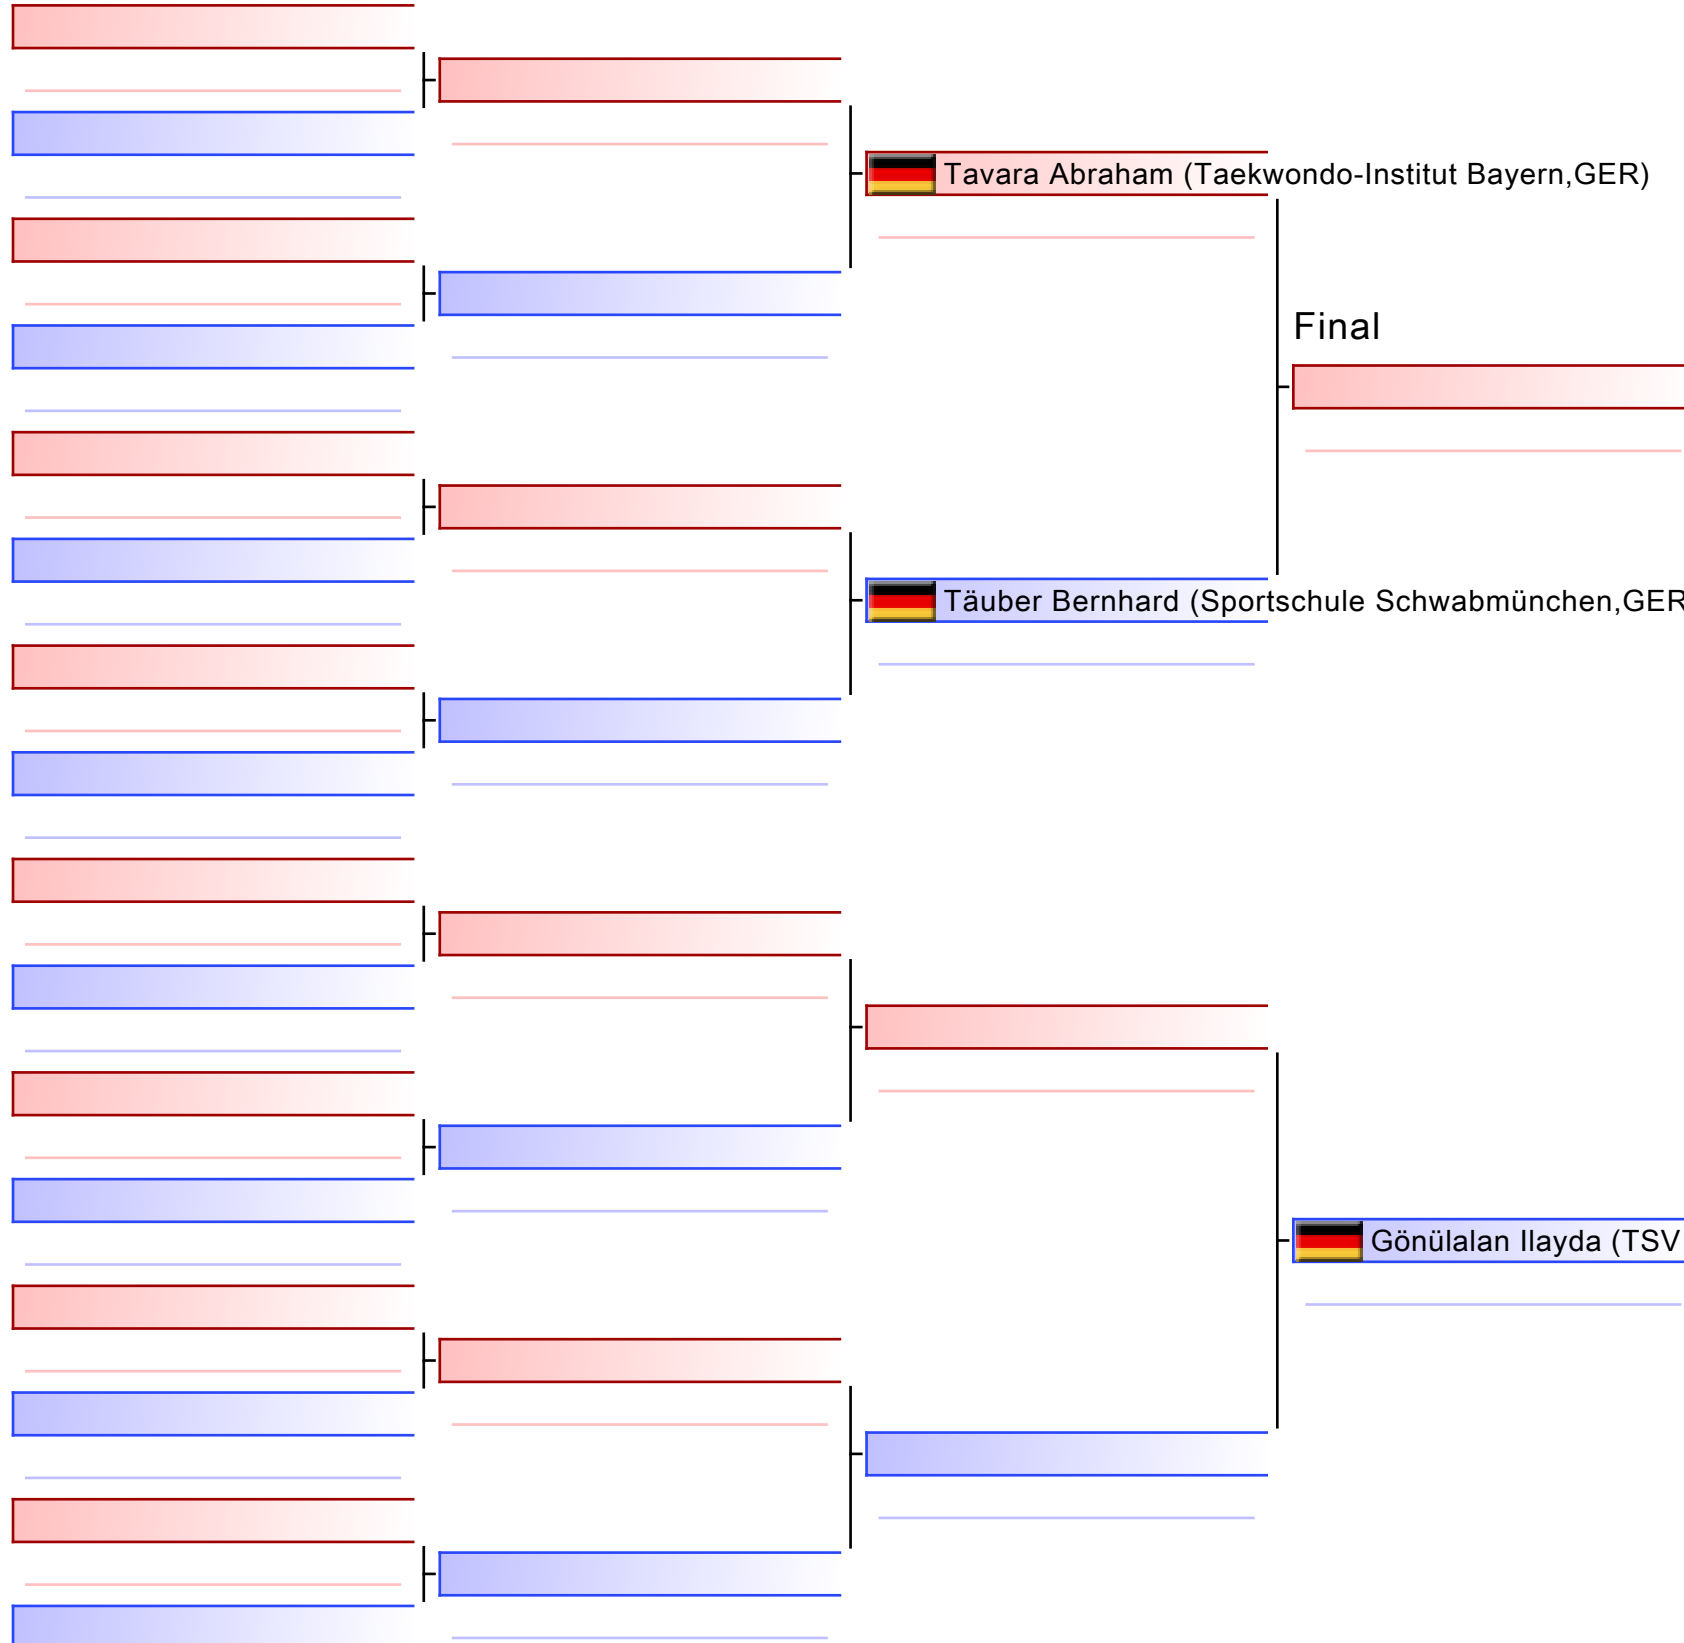 Tavara Abraham (Taekwondo-Institut Bayern,GER)
Final
Täuber Bernhard (Sportschule Schwabmünchen,GER
Gönülalan Ilayda (TSV